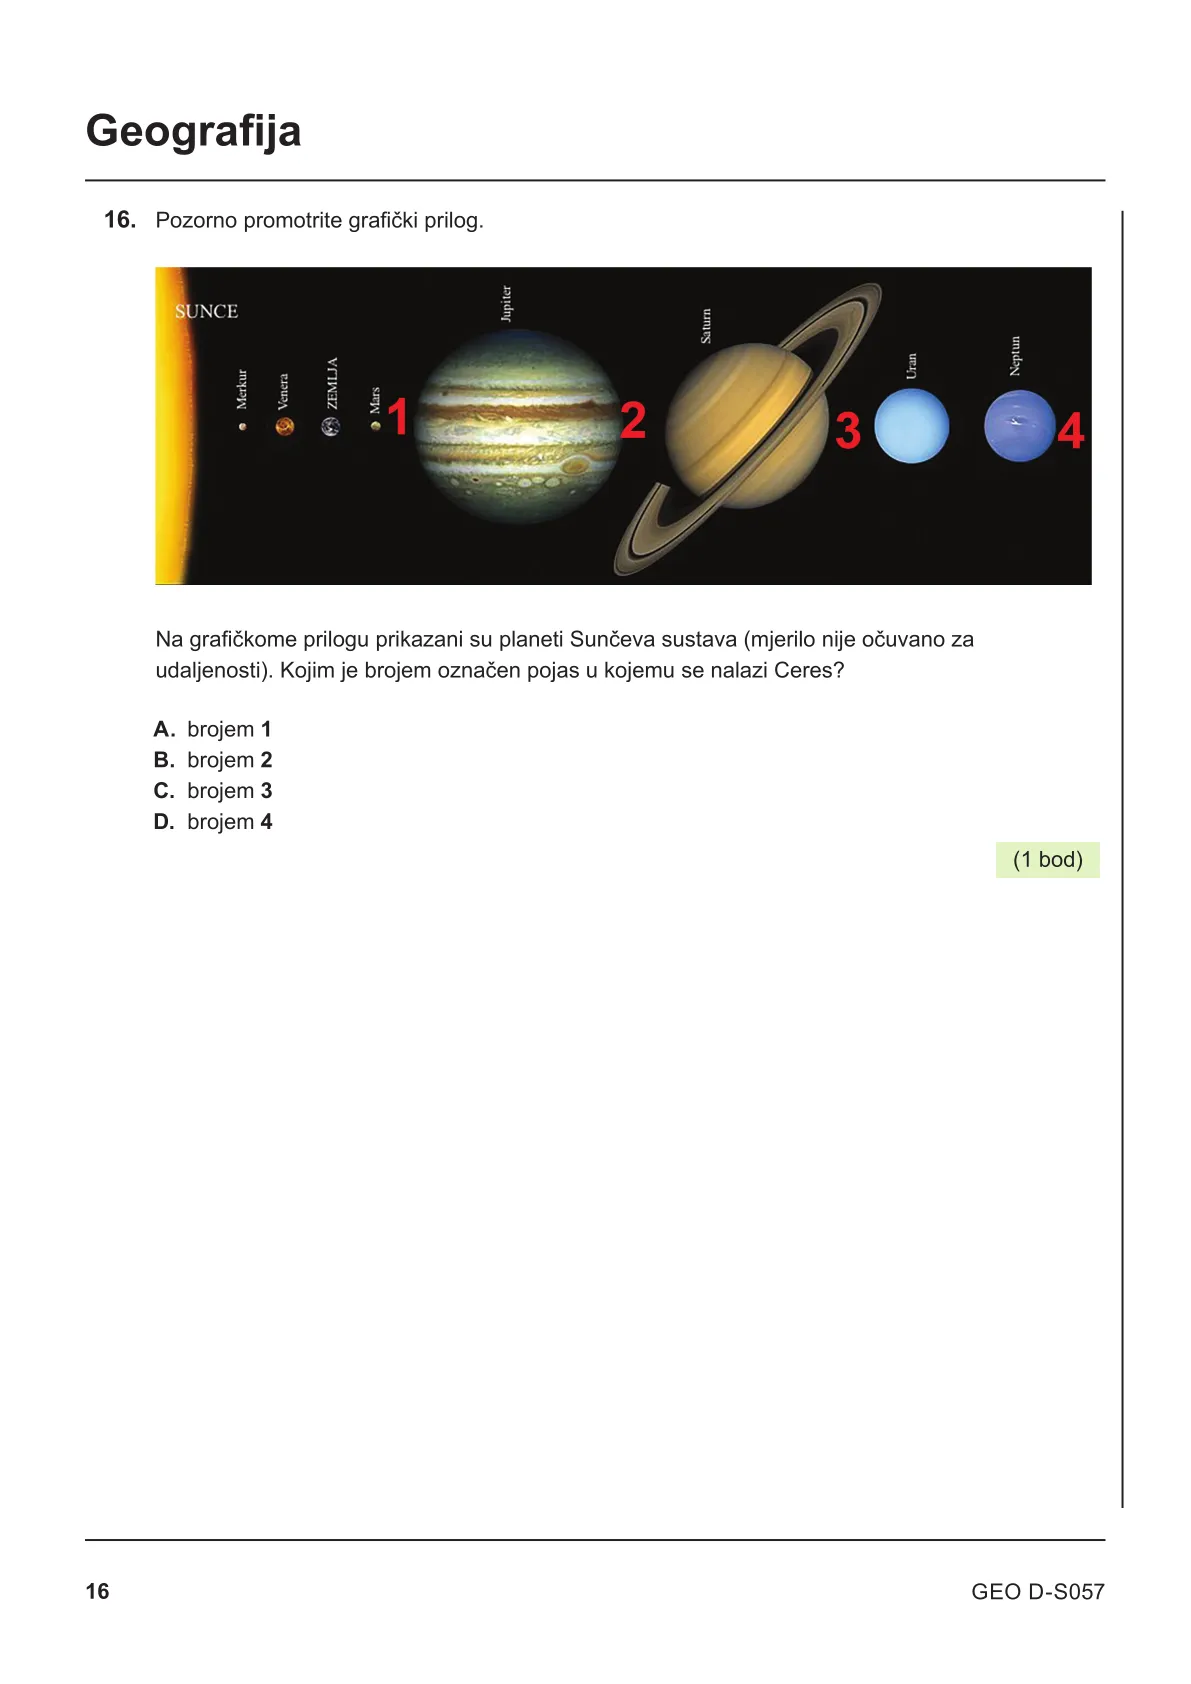 Geografija
16. Pozorno promotrite grafički prilog.
SUNCE
Merkur
Venera
ZEMLJA
Mars
1
Jupiter
2
Saturn
3
Uran
Neptun
4
Na grafičkome prilogu prikazani su planeti Sunčeva sustava (mjerilo nije očuvano za
udaljenosti). Kojim je brojem označen pojas u kojemu se nalazi Ceres?
A. brojem 1
B. brojem 2
C. brojem 3
D. brojem 4
(1 bod)
16
GEO D-S057